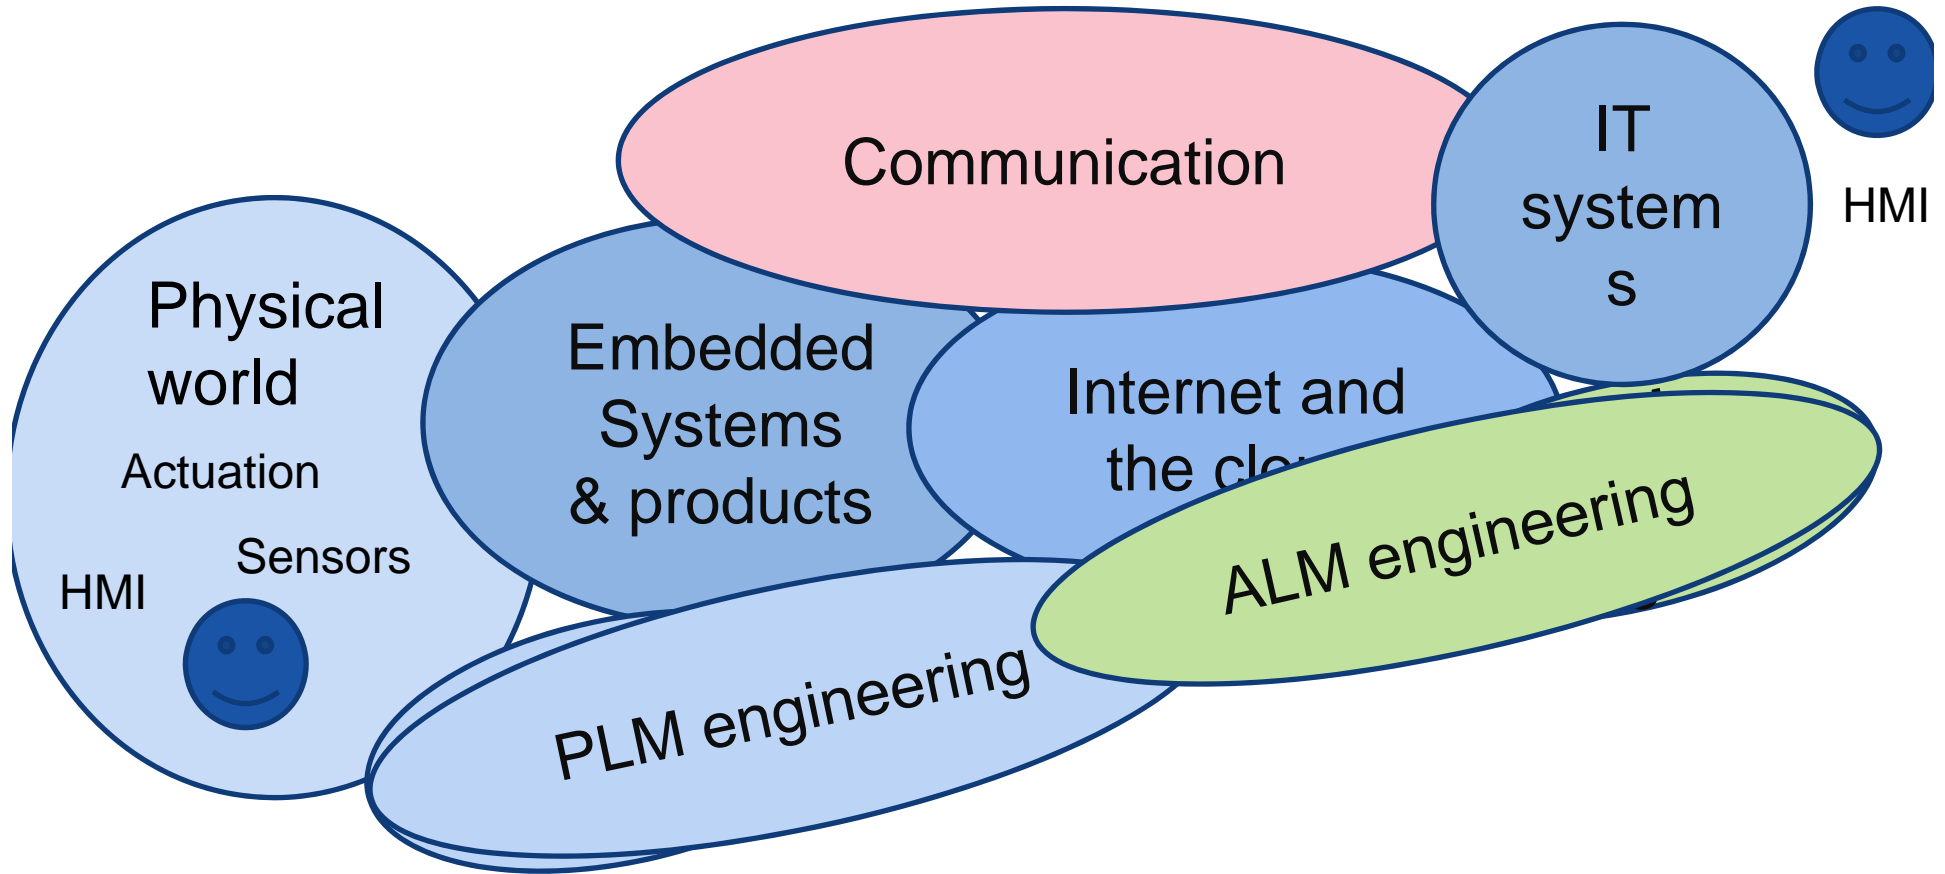 Communication
IT
system
s
HMI
Physical
world
Actuation
Sensors
HMI
Embedded
Systems
& products
Internet and
the
ALM engineering
PLM engineering